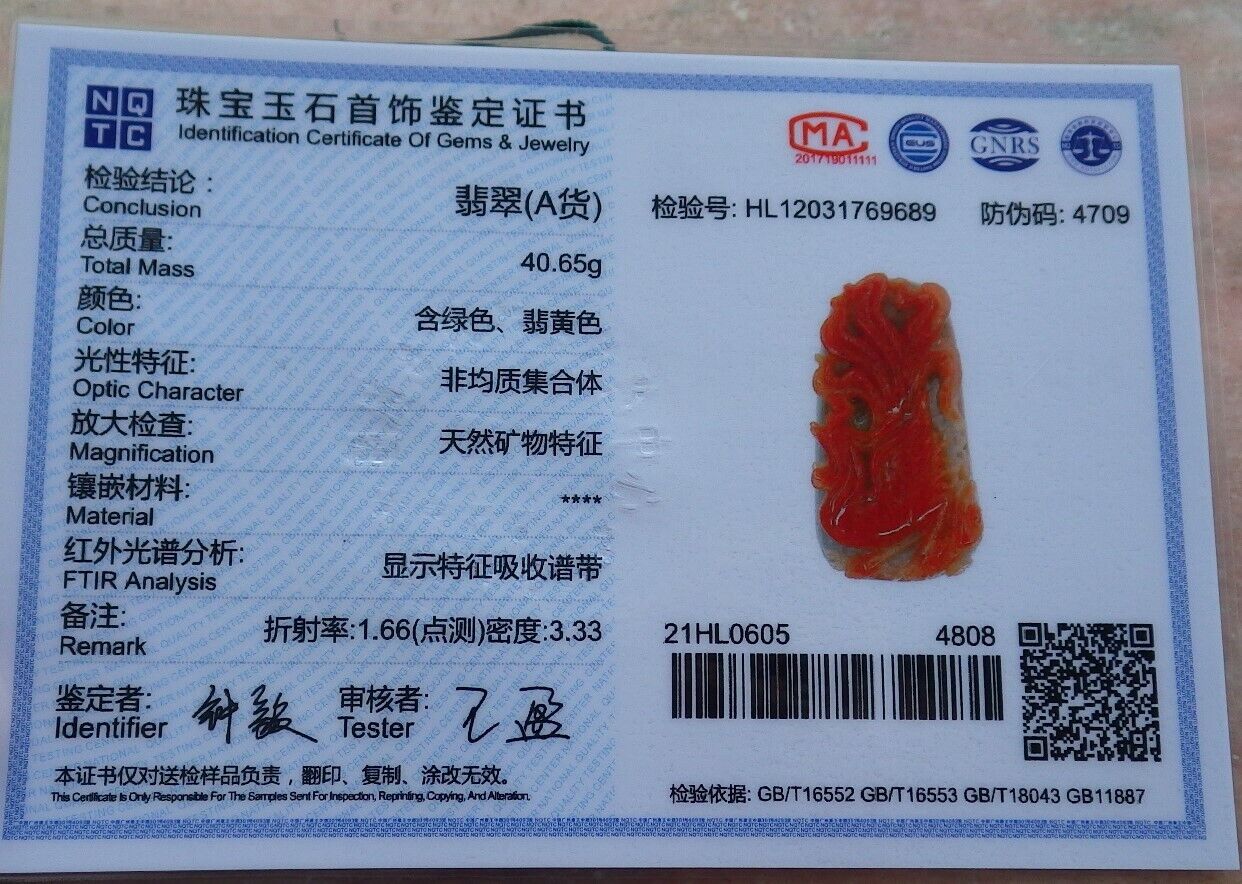 NQ
TC
珠宝玉石首饰鉴定证书
Identification Certificate Of Gems & Jewelry
检验结论:
Conclusion
翡翠(A货)
总质量:
Total Mass
40.65g
颜色:
Color
含绿色、翡黄色
光性特征:
Optic Character
非均质集合体
放大检查:
Magnification
天然矿物特征
镶嵌材料:
Material
****
红外光谱分析:
FTIR Analysis
显示特征吸收谱带
备注:
Remark
折射率:1.66(点测)密度:3.33
鉴定者:
Identifier
审核者:
Tester
本证书仅对送检样品负责，翻印、复制、涂改无效。
This Certificate Is Only Responsible For The Samples Sent For Inspection, Reprinting, Copying, And Alteration.
MA
201719011111
GNRS
检验号: HL12031769689
防伪码: 4709
21HL0605
4808
检验依据: GB/T16552 GB/T16553 GB/T18043 GB11887